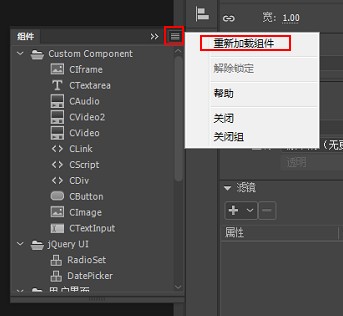 组件
Custom Component
CIframe
CTextarea
CAudio
CVideo2
CVideo
CLink
CScript
CDiv
CButton
CImage
CTextInput
jQuery UI
RadioSet
DatePicker
重新加载组件
解除锁定
帮助
关闭
关闭组
宽: 1.00
透明
滤镜
属性